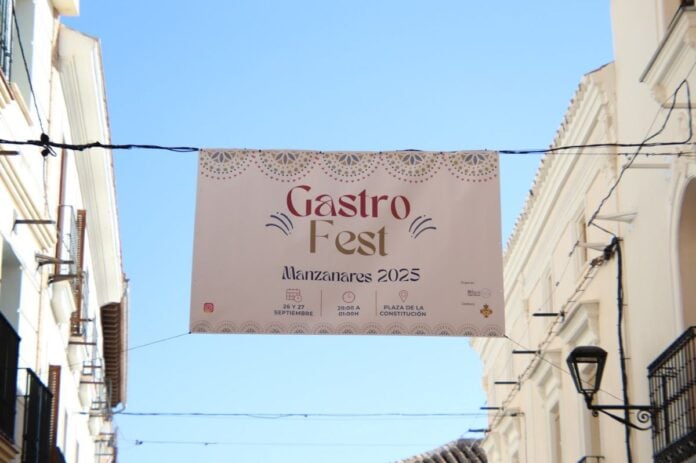 Gastro
Fest
Manzanares 2025
26 Y 27
SEPTIEMBRE
20:00 A
01:00H
PLAZA DE LA
CONSTITUCIÓN